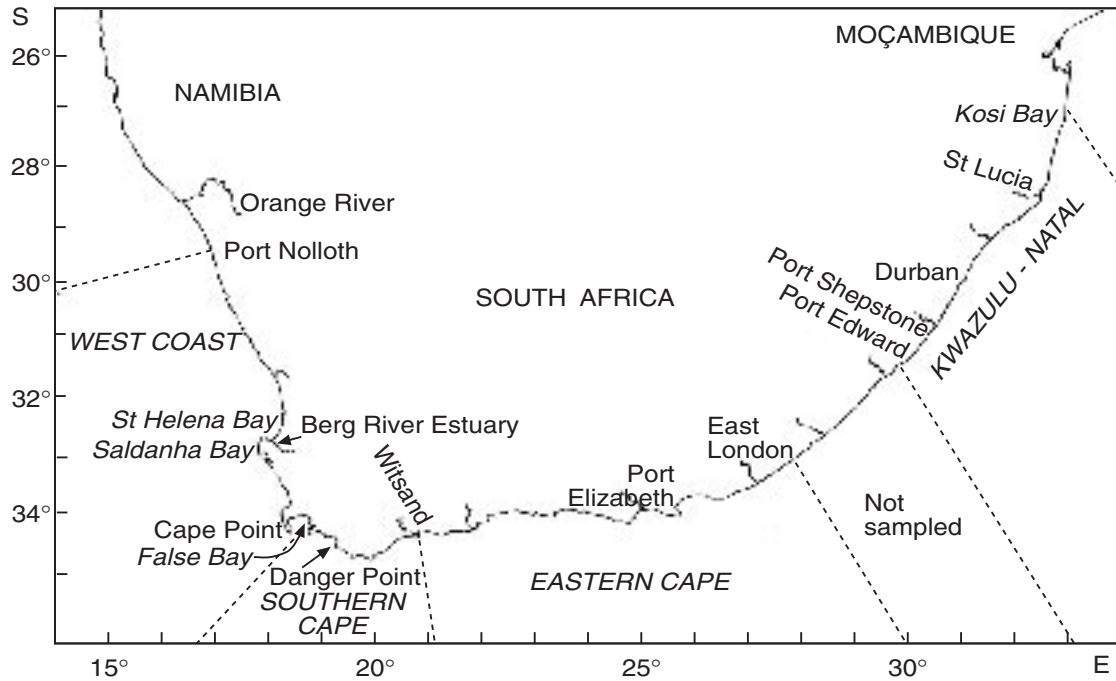 S
MOÇAMBIQUE
26°
NAMIBIA
Kosi Bay
28°
St Lucia
Orange River
Port Nolloth
Durban
30°
SOUTH AFRICA
Port Shepstone
Port Edward
KWAZULU - NATAL
WEST COAST
32°
St Helena Bay
Berg River Estuary
Saldanha Bay
Witsand
East
London
Port
Elizabeth
34°
Not
sampled
Cape Point
False Bay
Danger Point
SOUTHERN
CAPE
EASTERN CAPE
15°
20°
25°
30°
E